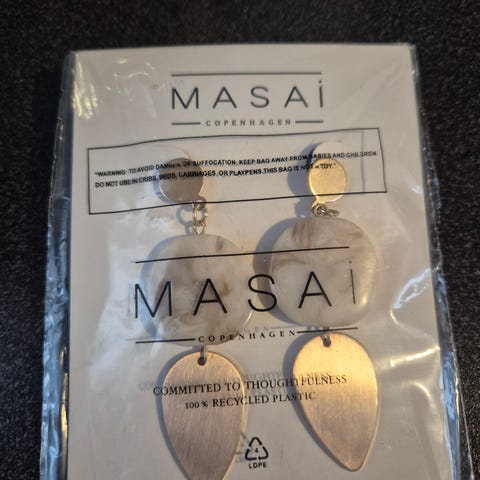 MASAi
COPENHAGEN
"WARNING: TO AVOID DANGER OF SUFFOCATION, KEEP BAG AWAY FROM BABIES AND CHILDREN.
DO NOT USE IN CRIBS, BEDS, CARRIAGES, OR PLAYPENS. THIS BAG IS NOT A TOY."
MASAi
COPENHAGEN
COMMITTED TO THOUGHTFULNESS
100 % RECYCLED PLASTIC
4
LDPE